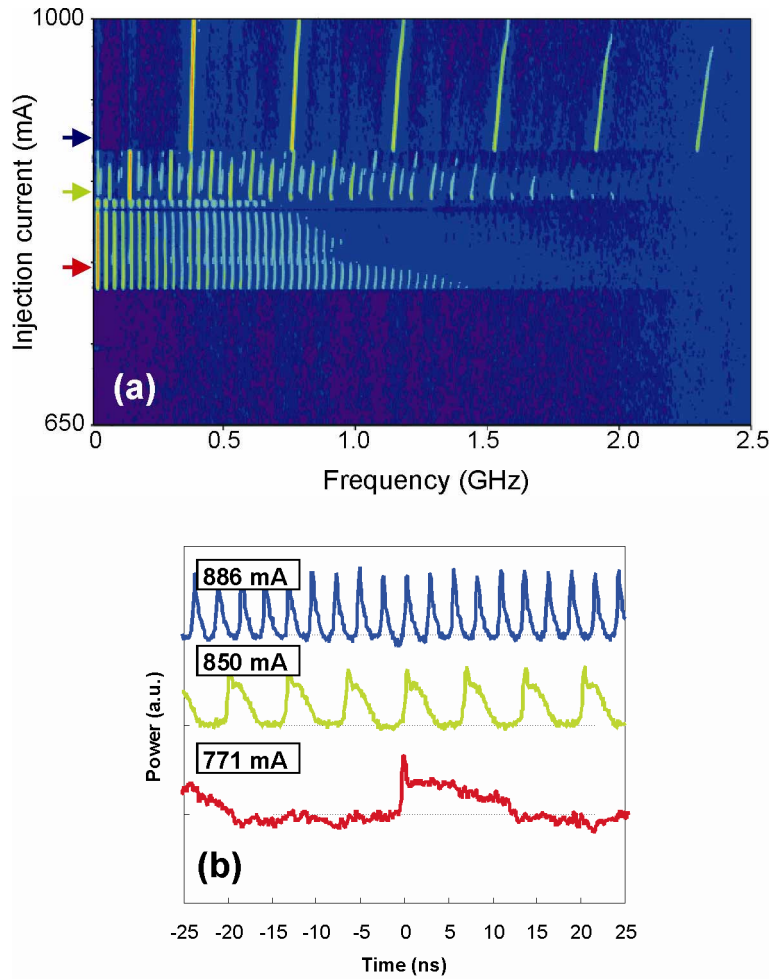 1000
Injection current (mA)
(a)
650
0 0.5 1.0 1.5 2.0 2.5
Frequency (GHz)
886 mA
850 mA
Power (a.u.)
771 mA
(b)
-25 -20 -15 -10 -5 0 5 10 15 20 25
Time (ns)